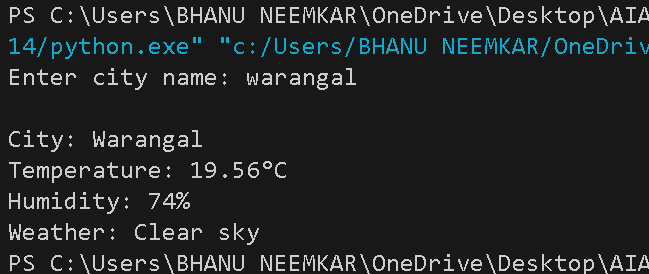 PS C:\Users\BHANU NEEMKAR\OneDrive\Desktop\AIA
14/python.exe" "c:/Users/BHANU NEEMKAR/OneDriv
Enter city name: warangal
City: Warangal
Temperature: 19.56°C
Humidity: 74%
Weather: Clear sky
PS C:\Users\BHANU NEEMKAR\OneDrive\Desktop\AIA